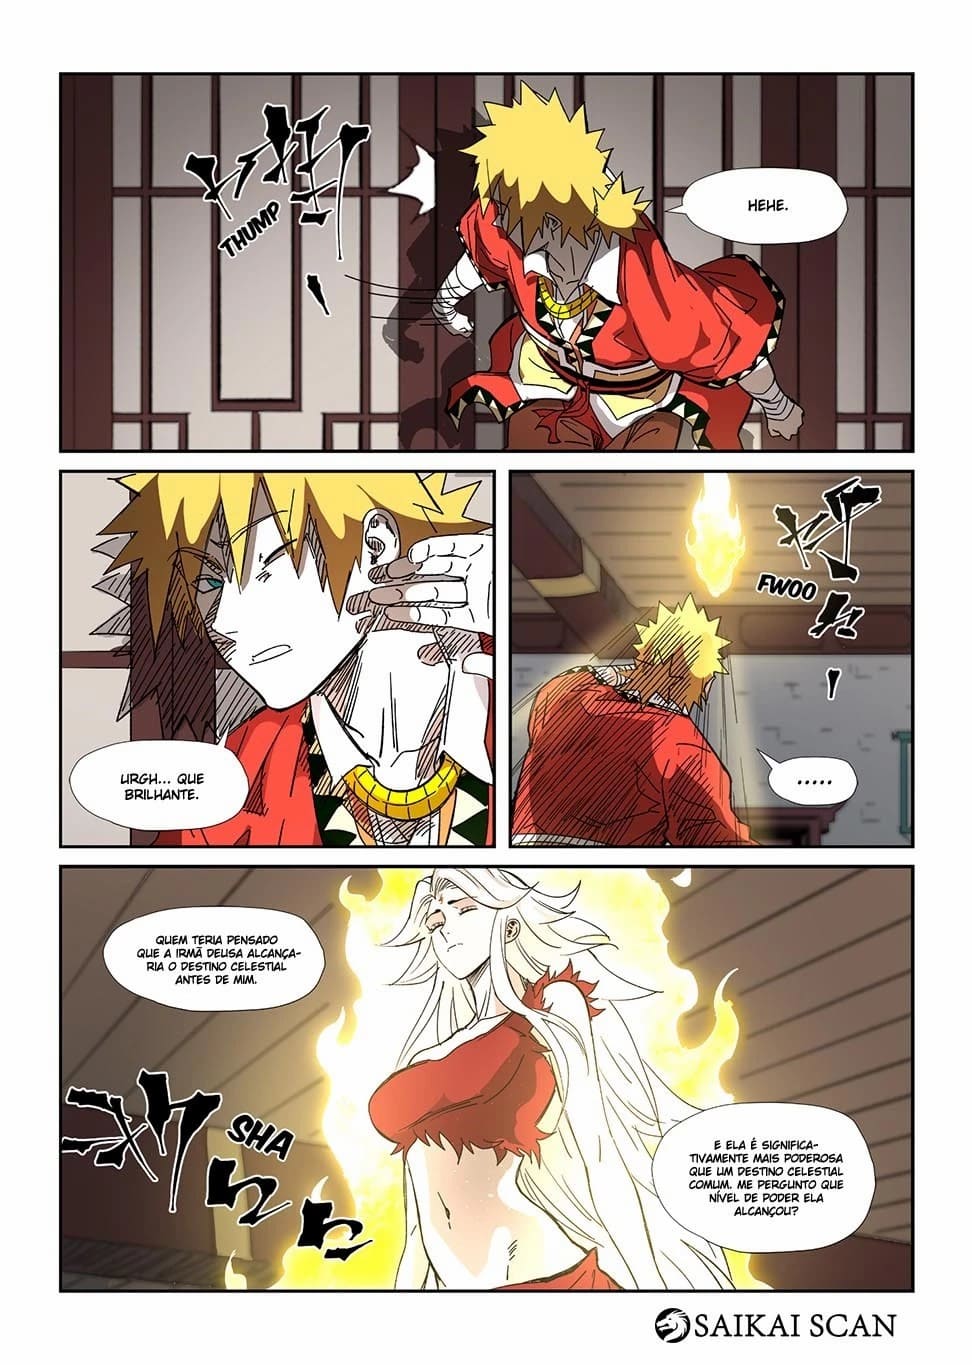 THUMP
HEHE.
URGH... QUE
BRILHANTE.
FWOO
.....
QUEM TERIA PENSADO
QUE A IRMÃ DEUSA ALCANÇA-
RIA O DESTINO CELESTIAL
ANTES DE MIM.
SHA
E ELA É SIGNIFICA-
TIVAMENTE MAIS PODEROSA
QUE UM DESTINO CELESTIAL
COMUM. ME PERGUNTO QUE
NÍVEL DE PODER ELA
ALCANÇOU?
SAIKAI SCAN